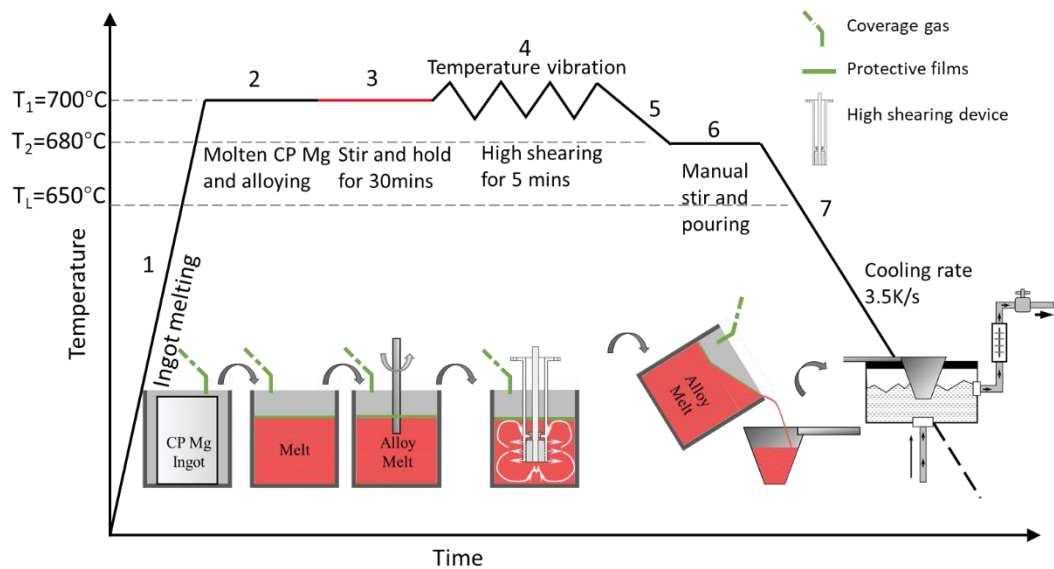 Coverage gas
Protective films
High shearing device
4
Temperature vibration
2
3
T1=700°C
5
6
T2=680°C
Molten CP Mg
and alloying
Stir and hold
for 30mins
High shearing
for 5 mins
Manual
stir and
pouring
TL=650°C
7
1
Cooling rate
3.5K/s
Temperature
Ingot melting
CP Mg
Ingot
Melt
Alloy
Melt
Alloy
Melt
Time